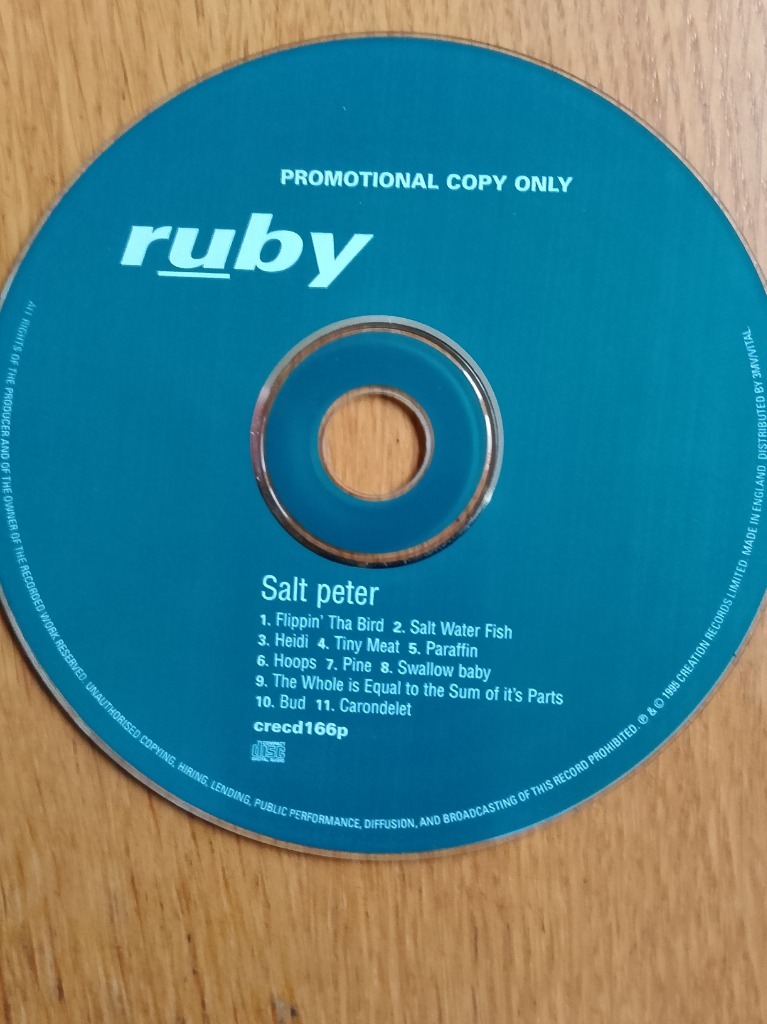 PROMOTIONAL COPY ONLY
ruby
Salt peter
1. Flippin' Tha Bird 2. Salt Water Fish
3. Heidi 4. Tiny Meat 5. Paraffin
6. Hoops 7. Pine 8. Swallow baby
9. The Whole is Equal to the Sum of it's Parts
10. Bud 11. Carondelet
crecd166p
disc
ALL RIGHTS OF THE PRODUCER AND OF THE OWNER OF THE RECORDED WORK RESERVED. UNAUTHORISED COPYING, HIRING, LENDING, PUBLIC PERFORMANCE, DIFFUSION, AND BROADCASTING OF THIS RECORD PROHIBITED. ℗ & © 1995 CREATION RECORDS LIMITED. MADE IN ENGLAND. DISTRIBUTED BY 3MV/VITAL.